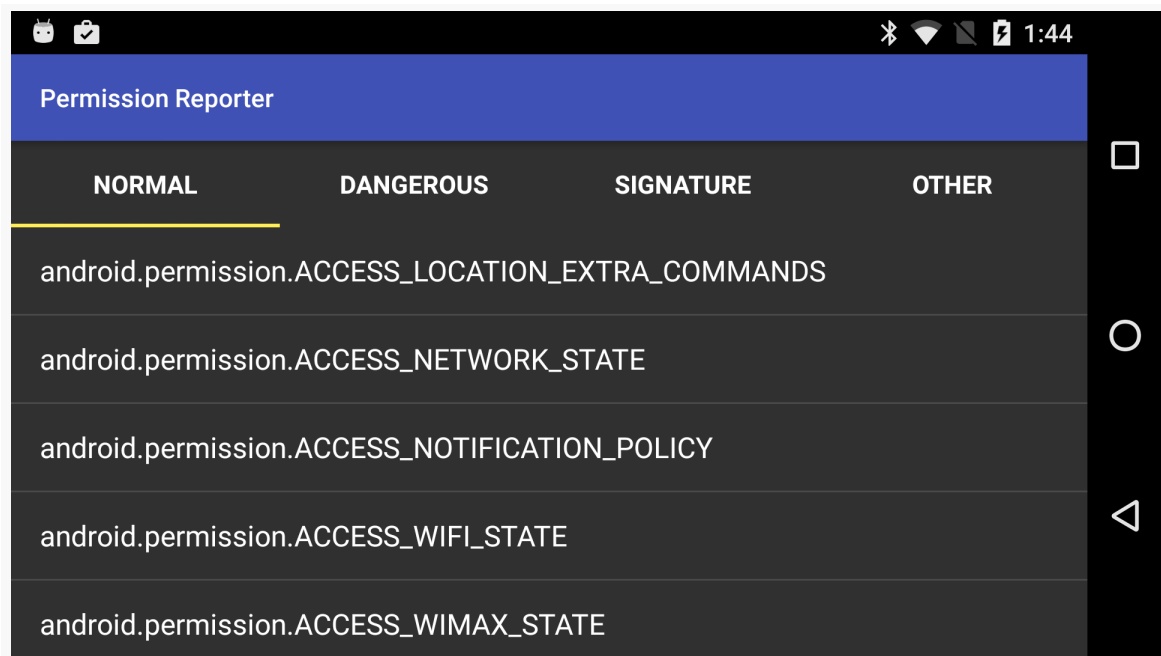 1:44
Permission Reporter
NORMAL DANGEROUS SIGNATURE OTHER
android.permission.ACCESS_LOCATION_EXTRA_COMMANDS
android.permission.ACCESS_NETWORK_STATE
android.permission.ACCESS_NOTIFICATION_POLICY
android.permission.ACCESS_WIFI_STATE
android.permission.ACCESS_WIMAX_STATE